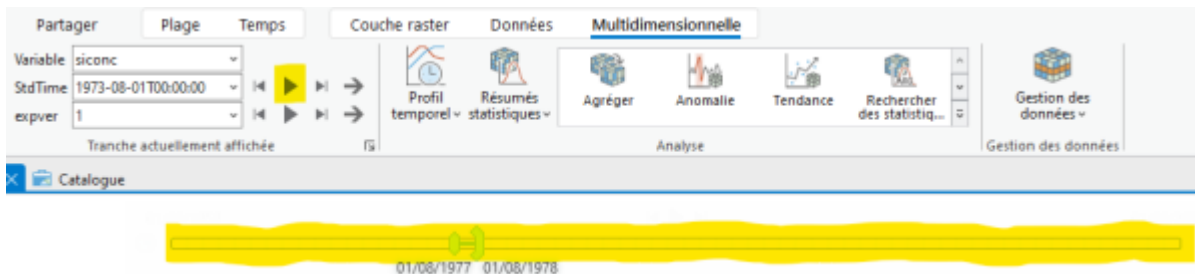 Partager Plage Temps Couche raster Données Multidimensionnelle
Variable siconc
StdTime 1973-08-01T00:00:00
expver 1
Profil temporel
Résumés statistiques
Agréger
Anomalie
Tendance
Rechercher des statistiq...
Gestion des données
Tranche actuellement affichée Analyse Gestion des données
Catalogue
01/08/1977 01/08/1978